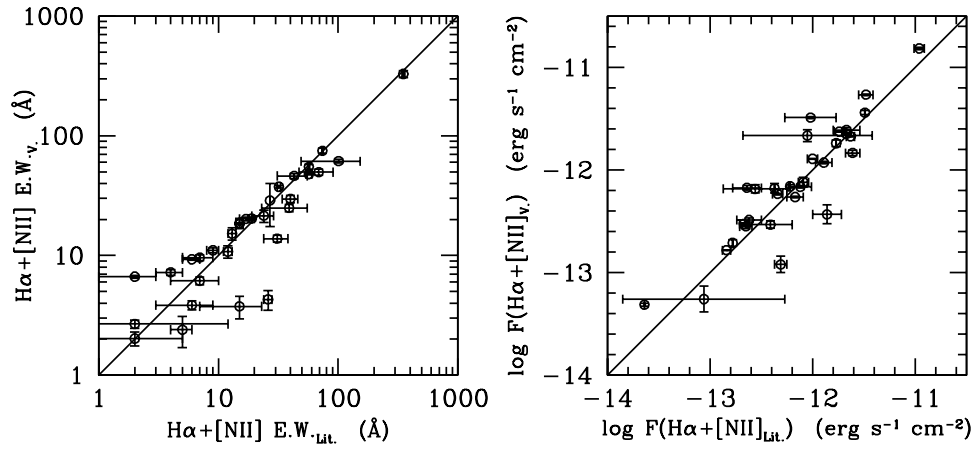 Hα+[NII] E.W.V. (Å)
1000
100
10
1
1 10 100 1000
Hα+[NII] E.W.Lit. (Å)
log F(Hα+[NII]V.) (erg s⁻¹ cm⁻²)
−11
−12
−13
−14
−14 −13 −12 −11
log F(Hα+[NII]Lit.) (erg s⁻¹ cm⁻²)